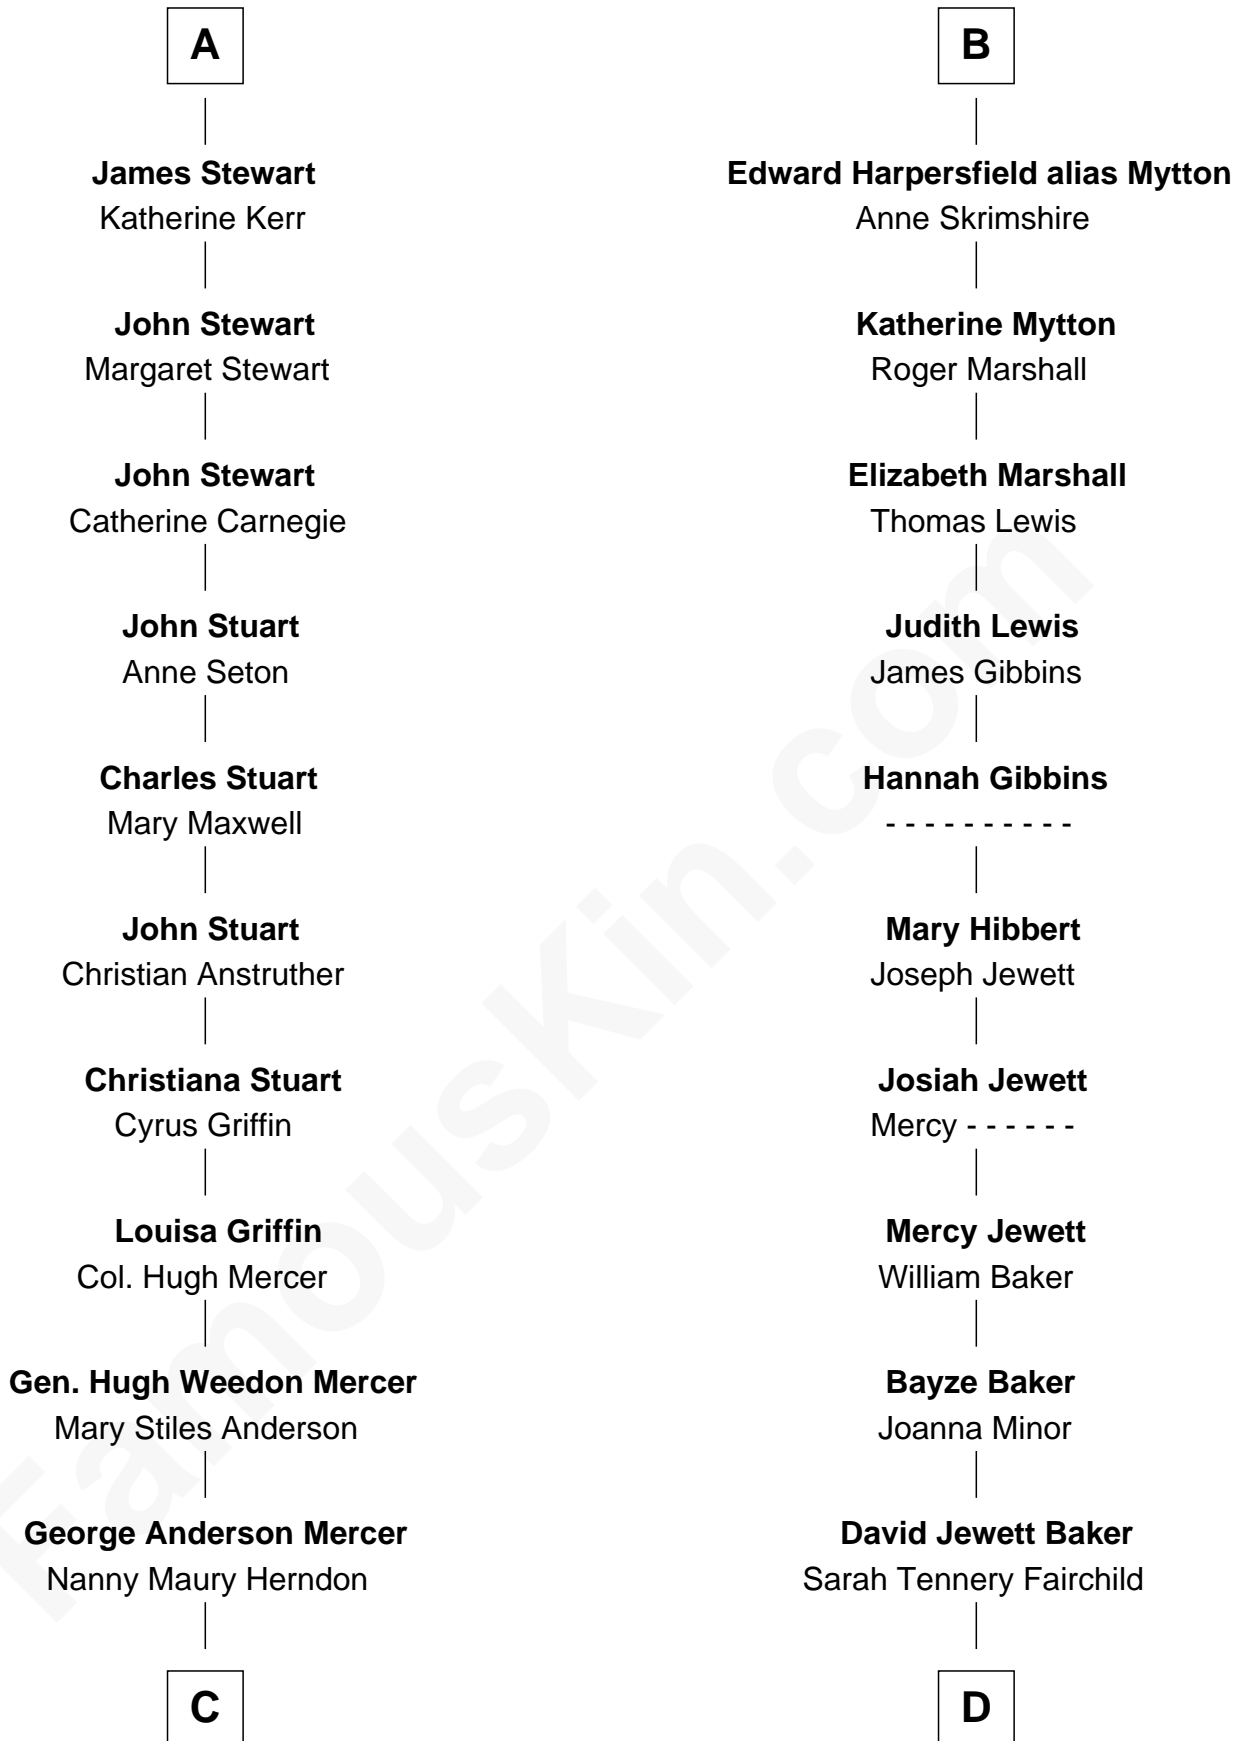 A
James Stewart
Katherine Kerr
John Stewart
Margaret Stewart
John Stewart
Catherine Carnegie
John Stuart
Anne Seton
Charles Stuart
Mary Maxwell
John Stuart
Christian Anstruther
Christiana Stuart
Cyrus Griffin
Louisa Griffin
Col. Hugh Mercer
Gen. Hugh Weedon Mercer
Mary Stiles Anderson
George Anderson Mercer
Nanny Maury Herndon
C
B
Edward Harpersfield alias Mytton
Anne Skrimshire
Katherine Mytton
Roger Marshall
Elizabeth Marshall
Thomas Lewis
Judith Lewis
James Gibbins
Hannah Gibbins
- - - - - - - - - -
Mary Hibbert
Joseph Jewett
Josiah Jewett
Mercy - - - - - -
Mercy Jewett
William Baker
Bayze Baker
Joanna Minor
David Jewett Baker
Sarah Tennery Fairchild
D
FamousKin.com